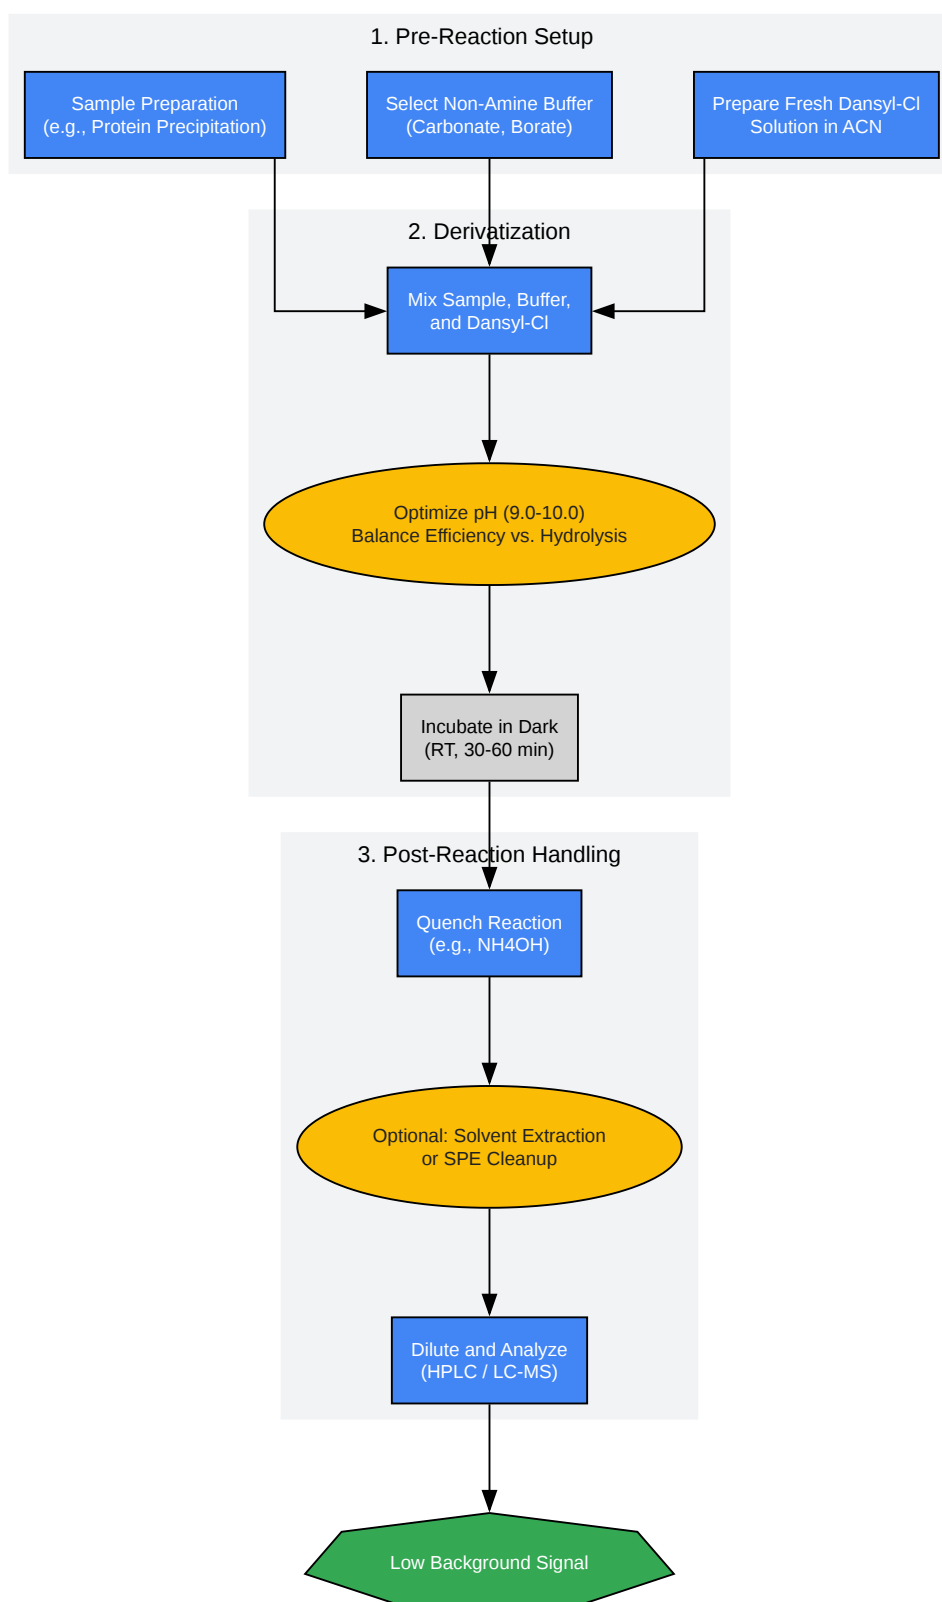 1. Pre-Reaction Setup
Sample Preparation
(e.g., Protein Precipitation)
Select Non-Amine Buffer
(Carbonate, Borate)
Prepare Fresh Dansyl-Cl
Solution in ACN
2. Derivatization
Mix Sample, Buffer,
and Dansyl-Cl
Optimize pH (9.0-10.0)
Balance Efficiency vs. Hydrolysis
Incubate in Dark
(RT, 30-60 min)
3. Post-Reaction Handling
Quench Reaction
(e.g., NH4OH)
Optional: Solvent Extraction
or SPE Cleanup
Dilute and Analyze
(HPLC / LC-MS)
Low Background Signal